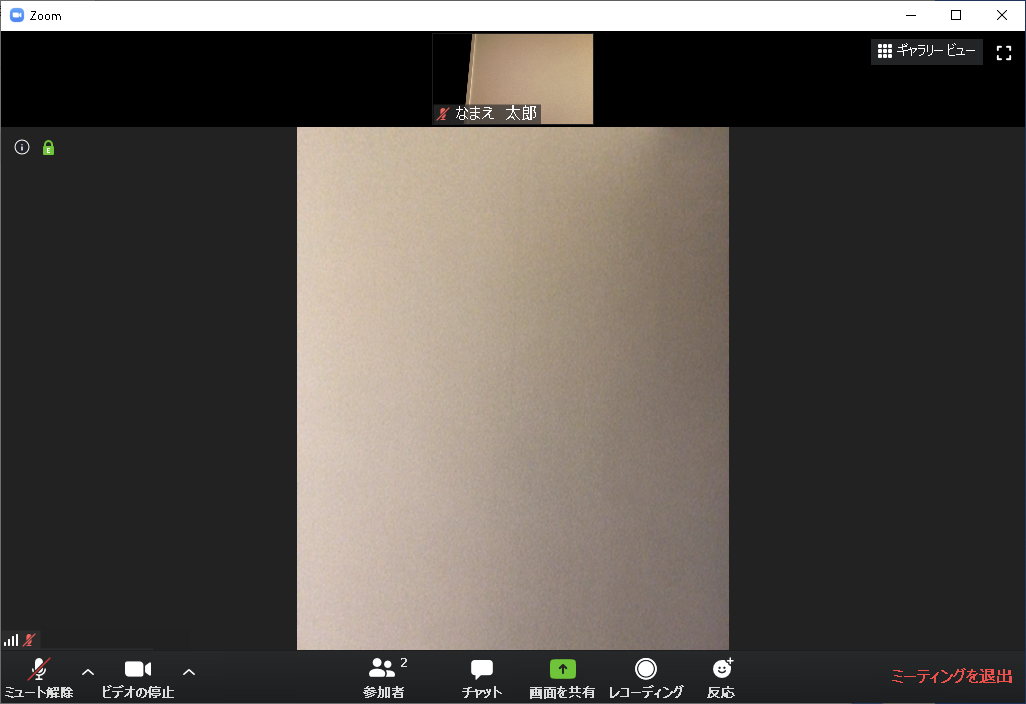 Zoom
ギャラリー ビュー
なまえ　太郎
E
ミュート解除
ビデオの停止
2
参加者
チャット
画面を共有
レコーディング
反応
ミーティングを退出